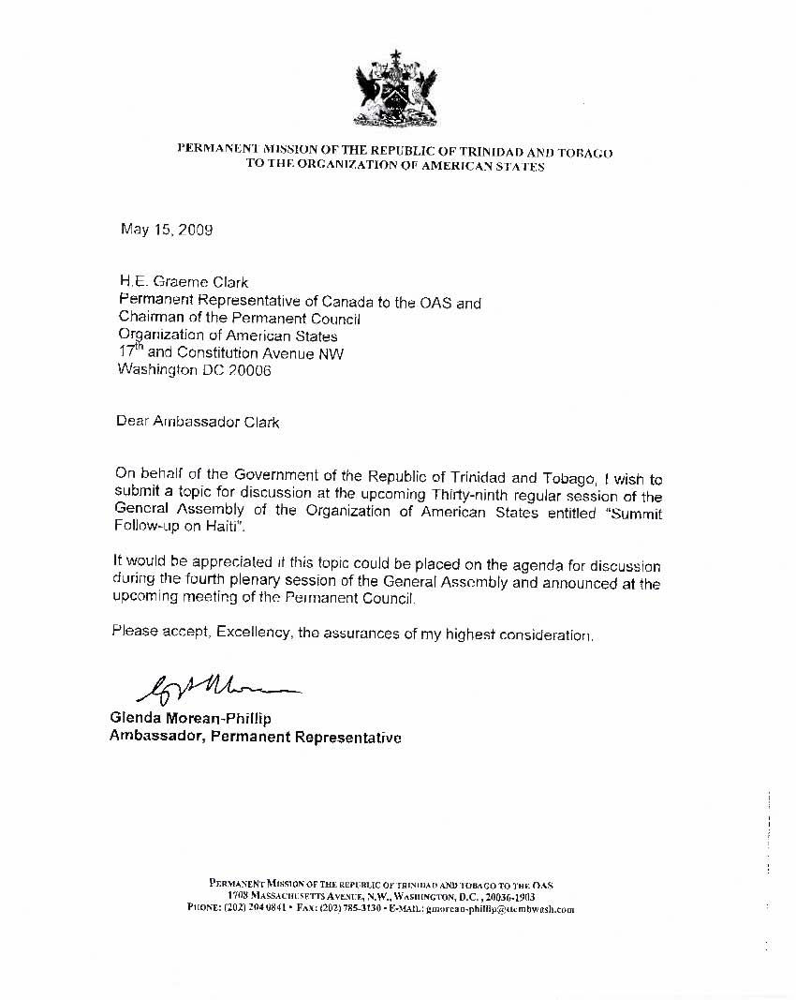 PERMANENT MISSION OF THE REPUBLIC OF TRINIDAD AND TOBAGO
TO THE ORGANIZATION OF AMERICAN STATES
May 15, 2009
H.E. Graeme Clark
Permanent Representative of Canada to the OAS and
Chairman of the Permanent Council
Organization of American States
17th and Constitution Avenue NW
Washington DC 20006
Dear Ambassador Clark
On behalf of the Government of the Republic of Trinidad and Tobago, I wish to
submit a topic for discussion at the upcoming Thirty-ninth regular session of the
General Assembly of the Organization of American States entitled “Summit
Follow-up on Haiti”.
It would be appreciated if this topic could be placed on the agenda for discussion
during the fourth plenary session of the General Assembly and announced at the
upcoming meeting of the Permanent Council.
Please accept, Excellency, the assurances of my highest consideration.
Glenda Morean-Phillip
Ambassador, Permanent Representative
PERMANENT MISSION OF THE REPUBLIC OF TRINIDAD AND TOBAGO TO THE OAS
1708 MASSACHUSETTS AVENUE, N.W., WASHINGTON, D.C., 20036-1903
PHONE: (202) 204 0841 • FAX: (202) 785-3130 • E-MAIL: gmorean-phillip@ttembwash.com